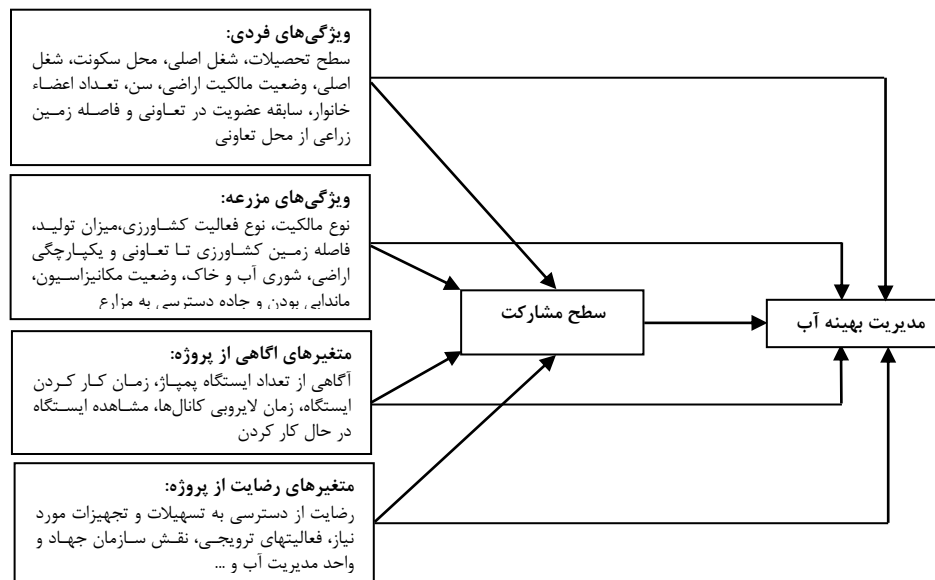 ویژگی‌های فردی:
سطح تحصیلات، شغل اصلی، محل سکونت، شغل
اصلی، وضعیت مالکیت اراضی، سن، تعداد اعضاء
خانوار، سابقه عضویت در تعاونی و فاصله زمین
زراعی از محل تعاونی
ویژگی‌های مزرعه:
نوع مالکیت، نوع فعالیت کشاورزی،میزان تولید،
فاصله زمین کشاورزی تا تعاونی و یکپارچگی
اراضی، شوری آب و خاک، وضعیت مکانیزاسیون،
ماندابی بودن و جاده دسترسی به مزارع
سطح مشارکت
مدیریت بهینه آب
متغیرهای اگاهی از پروژه:
آگاهی از تعداد ایستگاه پمپاژ، زمان کار کردن
ایستگاه، زمان لایروبی کانال‌ها، مشاهده ایستگاه
در حال کار کردن
متغیرهای رضایت از پروژه:
رضایت از دسترسی به تسهیلات و تجهیزات مورد
نیاز، فعالیتهای ترویجی، نقش سازمان جهاد و
واحد مدیریت آب و ...